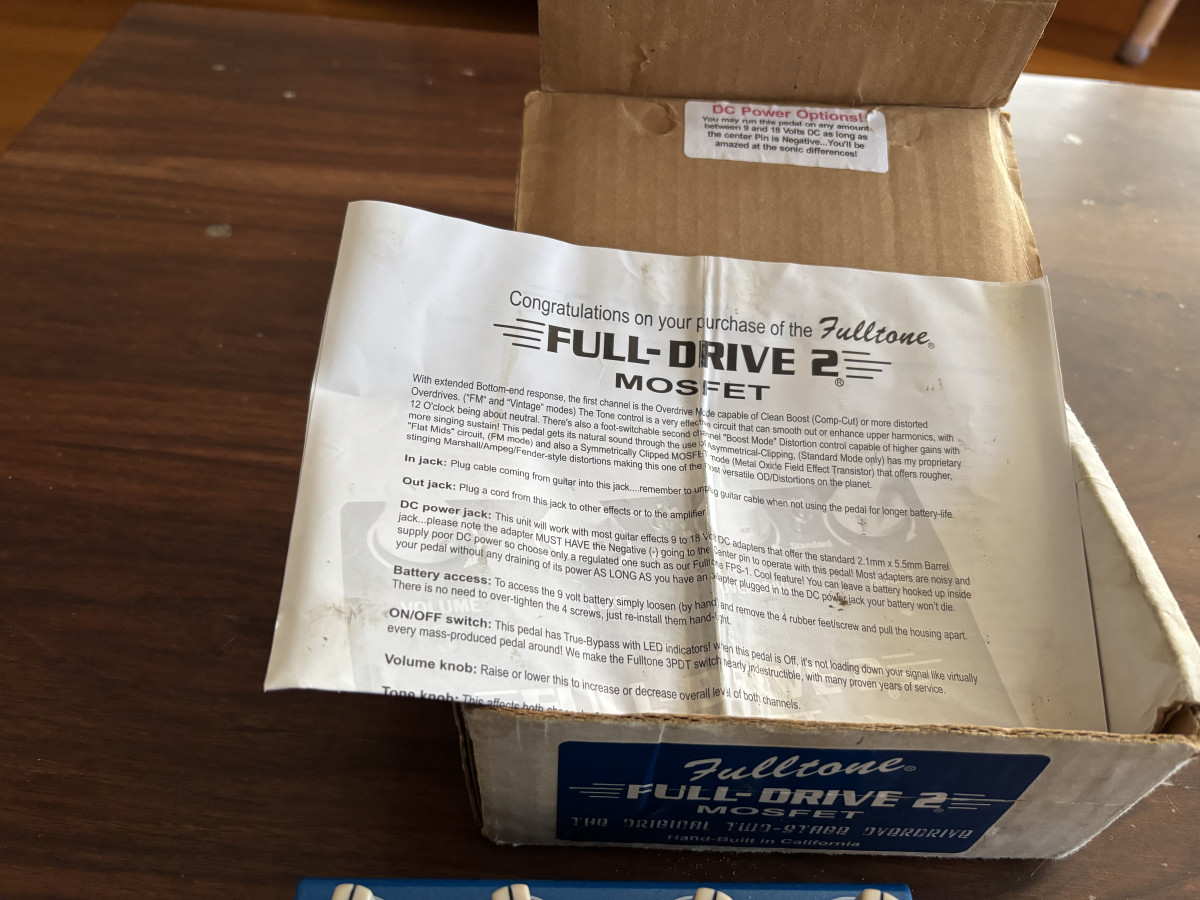 DC Power Options!
You may run this pedal on any amount
between 9 and 18 Volts DC as long as
the center Pin is Negative...You'll be
amazed at the sonic differences!
Congratulations on your purchase of the Fulltone®
FULL-DRIVE 2®
MOSFET
With extended Bottom-end response, the first channel is the Overdrive Mode capable of Clean Boost (Comp-Cut) or more distorted
Overdrives. ("FM" and "Vintage" modes) The Tone control is a very effective circuit that can smooth out or enhance upper harmonics, with
12 O'clock being about neutral. There's also a foot-switchable second channel "Boost Mode" Distortion control capable of higher gains with
more singing sustain! This pedal gets its natural sound through the use of Asymmetrical-Clipping, (Standard Mode only) has my proprietary
"Flat Mids" circuit, (FM mode) and also a Symmetrically Clipped MOSFET mode (Metal Oxide Field Effect Transistor) that offers rougher,
stinging Marshall/Ampeg/Fender-style distortions making this one of the most versatile OD/Distortions on the planet.
In jack: Plug cable coming from guitar into this jack....remember to unplug guitar cable when not using the pedal for longer battery-life.
Out jack: Plug a cord from this jack to other effects or to the amplifier.
DC power jack: This unit will work with most guitar effects 9 to 18 Volt DC adapters that offer the standard 2.1mm x 5.5mm Barrel
jack...please note the adapter MUST HAVE the Negative (-) going to the Center pin to operate with this pedal! Most adapters are noisy and
supply poor DC power so choose only a regulated one such as our Fulltone FPS-1. Cool feature! You can leave a battery hooked up inside
your pedal without any draining of its power AS LONG AS you have an adapter plugged in to the DC power jack your battery won't die.
Battery access: To access the 9 volt battery simply loosen (by hand) and remove the 4 rubber feet/screw and pull the housing apart.
There is no need to over-tighten the 4 screws, just re-install them hand-tight.
ON/OFF switch: This pedal has True-Bypass with LED indicators! When this pedal is Off, it's not loading down your signal like virtually
every mass-produced pedal around! We make the Fulltone 3PDT switch nearly indestructible, with many proven years of service.
Volume knob: Raise or lower this to increase or decrease overall level of both channels.
Tone knob: This affects both
VOLUME
Standard
FULL-DRIVE
Fulltone®
FULL-DRIVE 2®
MOSFET
THE ORIGINAL TWO-STAGE OVERDRIVE
Hand-Built in California